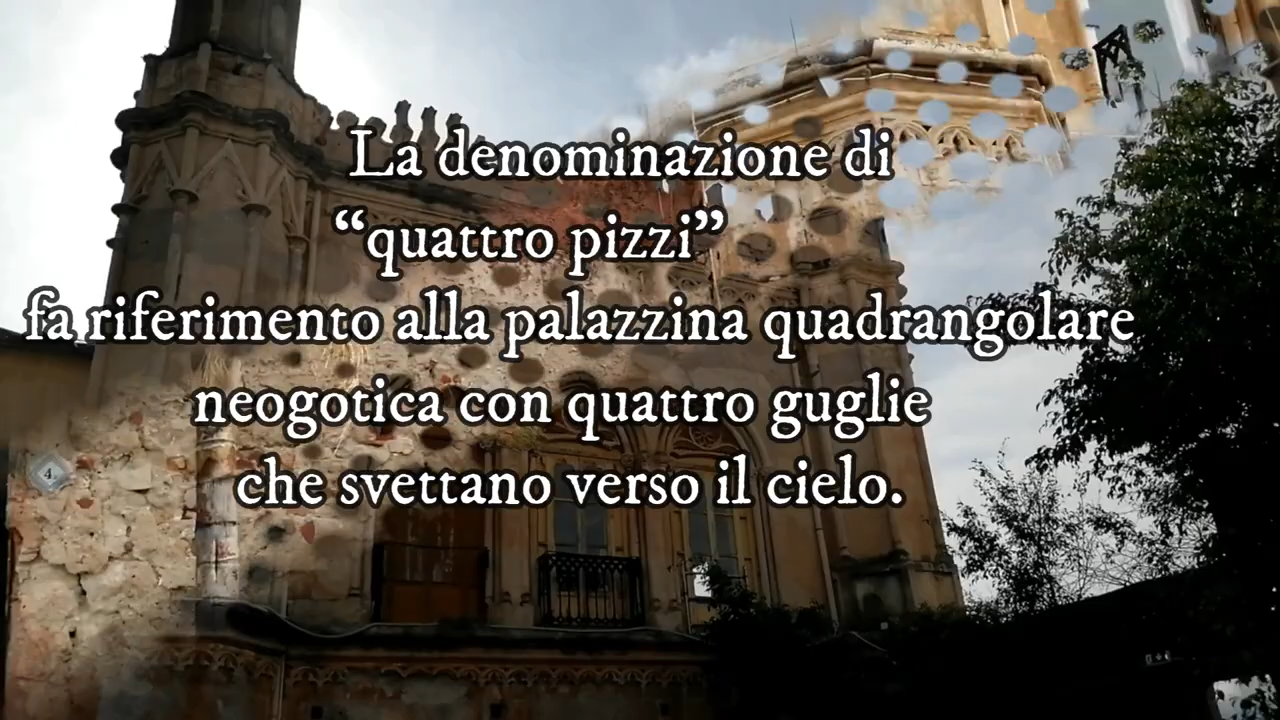 La denominazione di
“quattro pizzi”
fa riferimento alla palazzina quadrangolare
neogotica con quattro guglie
che svettano verso il cielo.
4